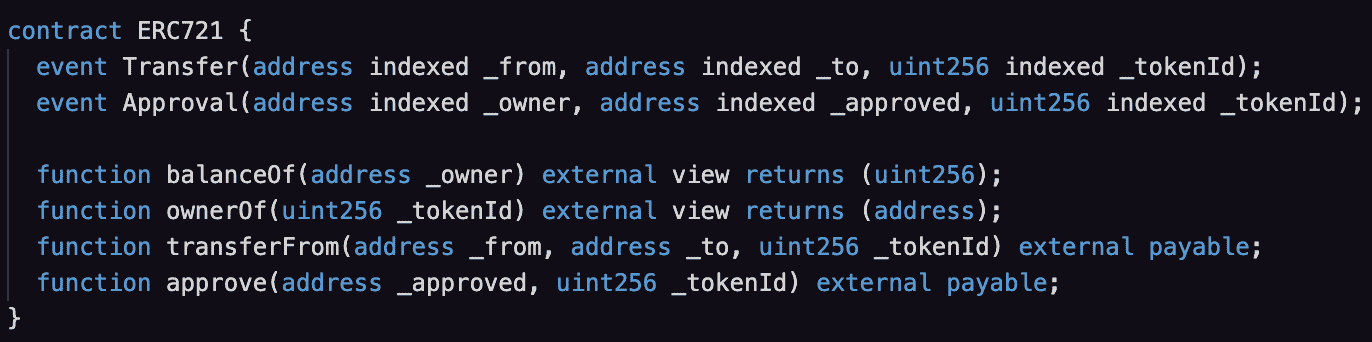 contract ERC721 {
  event Transfer(address indexed _from, address indexed _to, uint256 indexed _tokenId);
  event Approval(address indexed _owner, address indexed _approved, uint256 indexed _tokenId);

  function balanceOf(address _owner) external view returns (uint256);
  function ownerOf(uint256 _tokenId) external view returns (address);
  function transferFrom(address _from, address _to, uint256 _tokenId) external payable;
  function approve(address _approved, uint256 _tokenId) external payable;
}